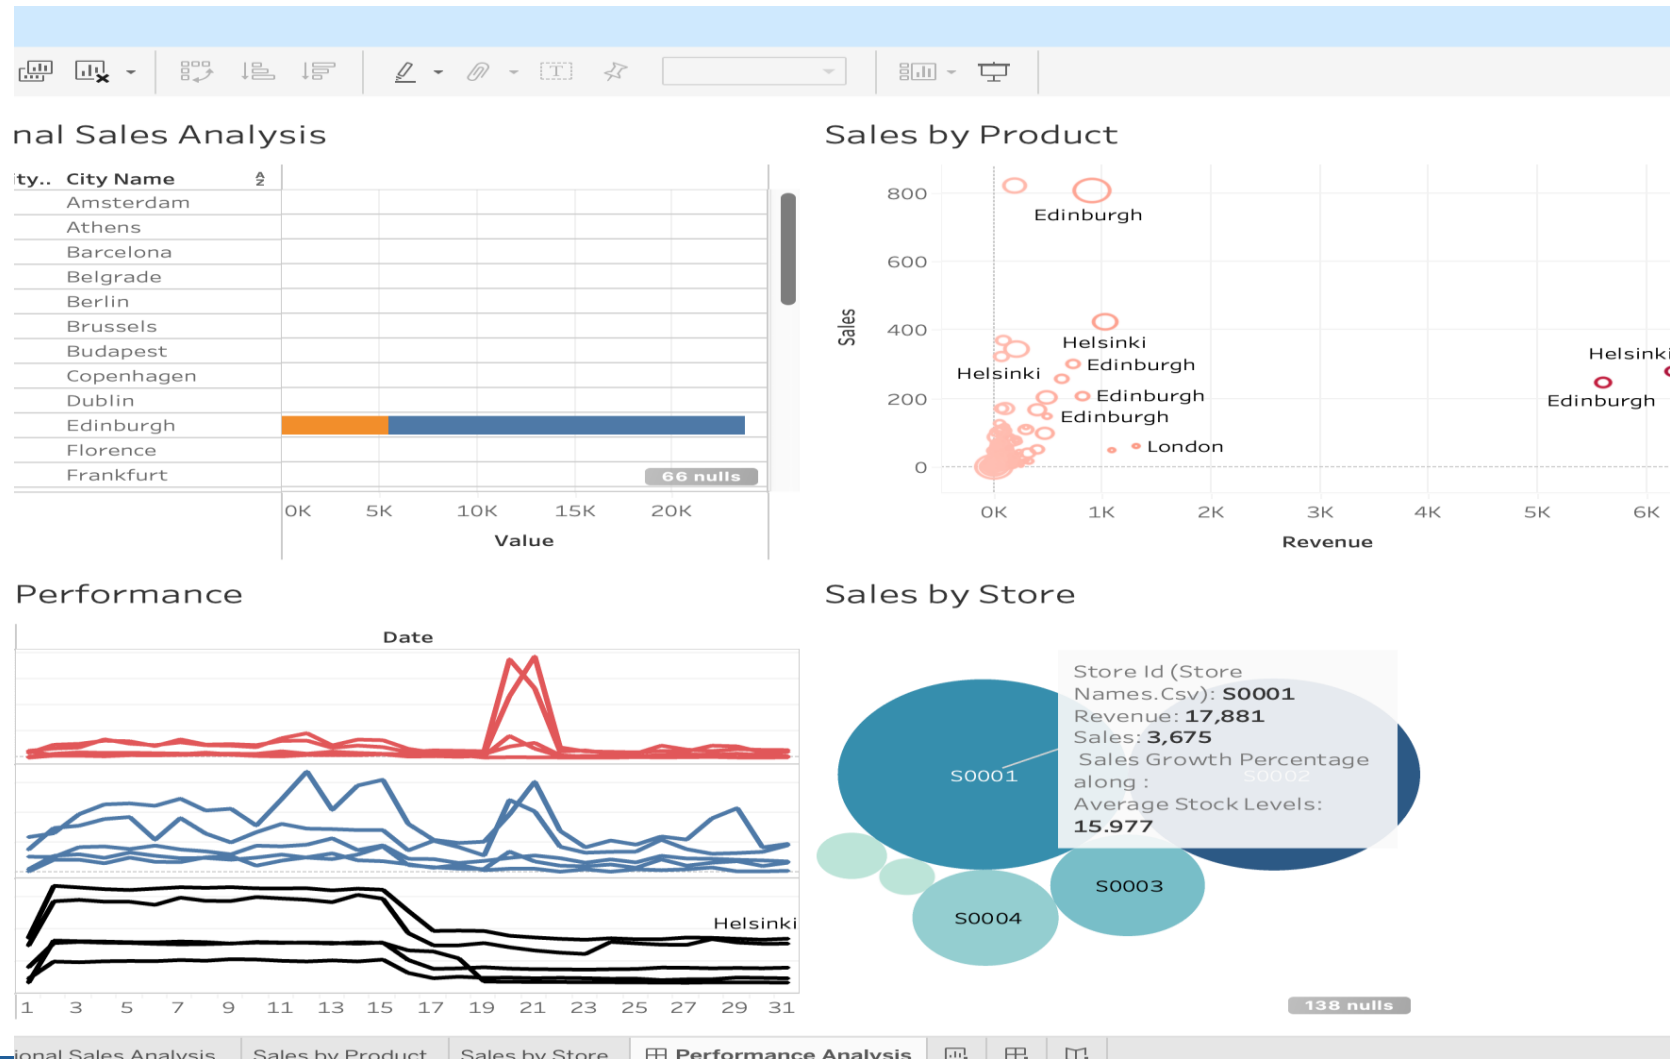 nal Sales Analysis
Sales by Product
ty.. City Name
Amsterdam
Athens
Barcelona
Belgrade
Berlin
Brussels
Budapest
Copenhagen
Dublin
Edinburgh
Florence
Frankfurt
66 nulls
0K 5K 10K 15K 20K
Value
800
600
400
200
0
Sales
Edinburgh
Helsinki
Edinburgh
Helsinki
Edinburgh
Edinburgh
London
Helsinki
Edinburgh
0K 1K 2K 3K 4K 5K 6K
Revenue
Performance
Date
Helsinki
1 3 5 7 9 11 13 15 17 19 21 23 25 27 29 31
Sales by Store
Store Id (Store
Names.Csv): S0001
Revenue: 17,881
Sales: 3,675
Sales Growth Percentage
along :
Average Stock Levels:
15.977
S0001
S0002
S0003
S0004
138 nulls
ional Sales Analysis Sales by Product Sales by Store Performance Analysis